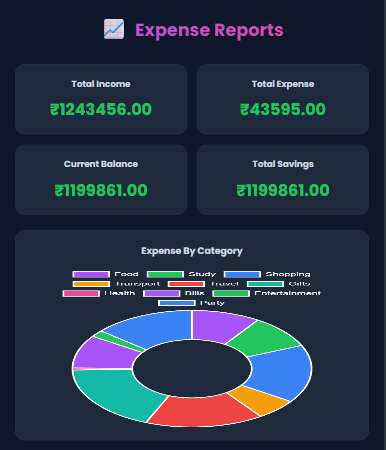 Expense Reports
Total Income
Total Expense
₹1243456.00
₹43595.00
Current Balance
Total Savings
₹1199861.00
₹1199861.00
Expense By Category
Food Study Shopping
Transport Travel Gifts
Health Bills Entertainment
Party